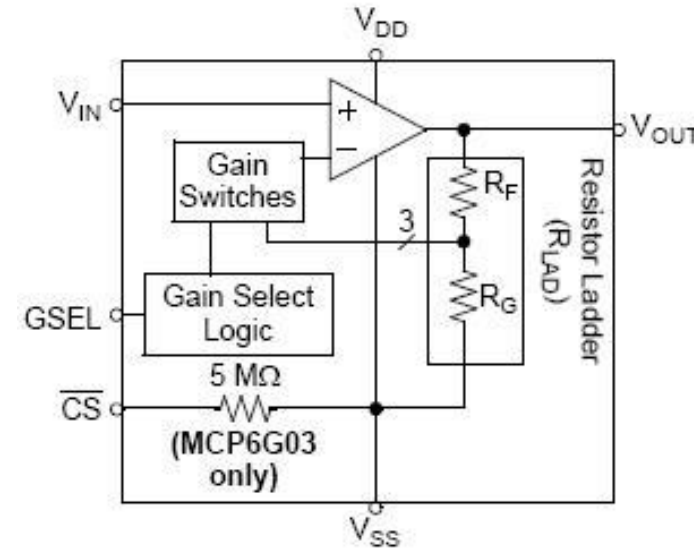 VDD
VIN
+
−
VOUT
Gain
Switches
3
RF
RG
Resistor Ladder
(RLAD)
GSEL
Gain Select
Logic
CS
5 MΩ
(MCP6G03
only)
VSS